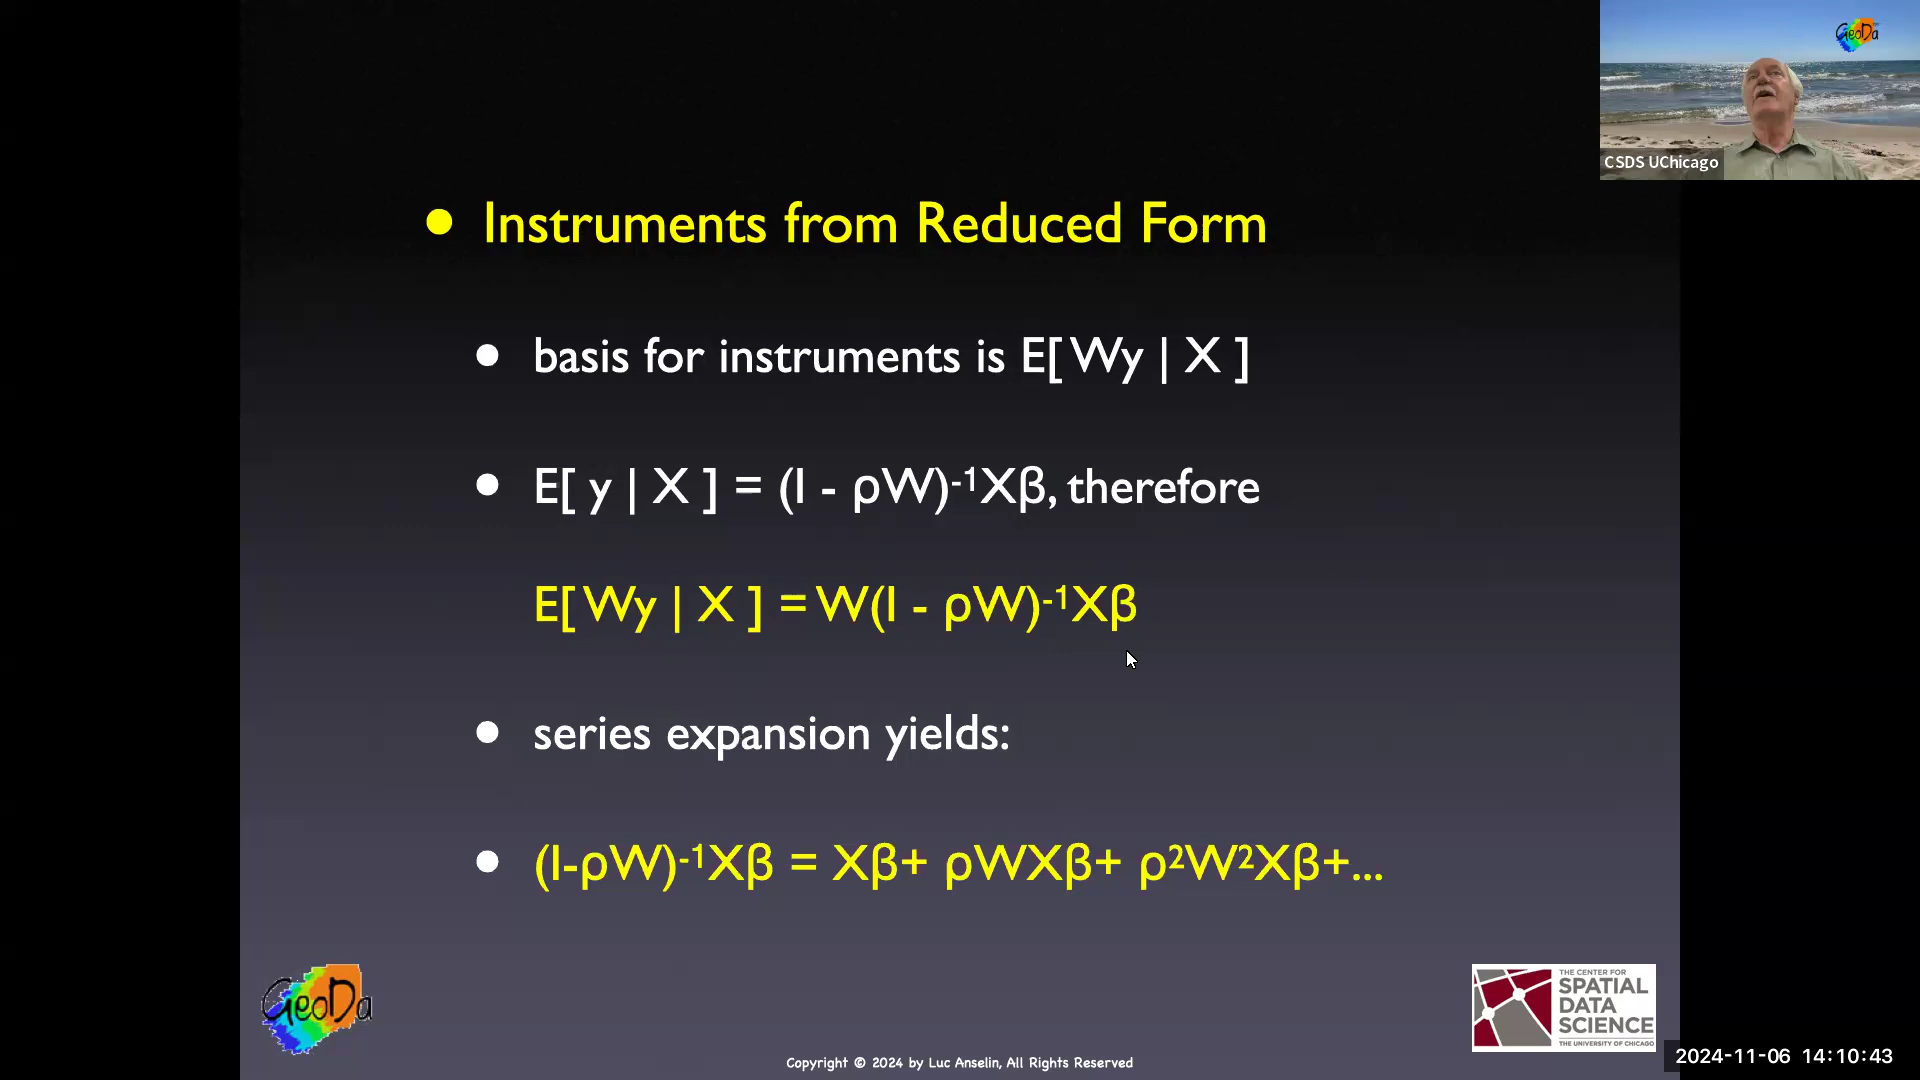 GeoDa
CSDS UChicago
Instruments from Reduced Form
basis for instruments is E[ Wy | X ]
E[ y | X ] = (I - ρW)⁻¹Xβ, therefore
E[ Wy | X ] = W(I - ρW)⁻¹Xβ
series expansion yields:
(I-ρW)⁻¹Xβ = Xβ+ ρWXβ+ ρ²W²Xβ+...
GeoDa
THE CENTER FOR
SPATIAL
DATA
SCIENCE
THE UNIVERSITY OF CHICAGO
Copyright © 2024 by Luc Anselin, All Rights Reserved
2024-11-06 14:10:43